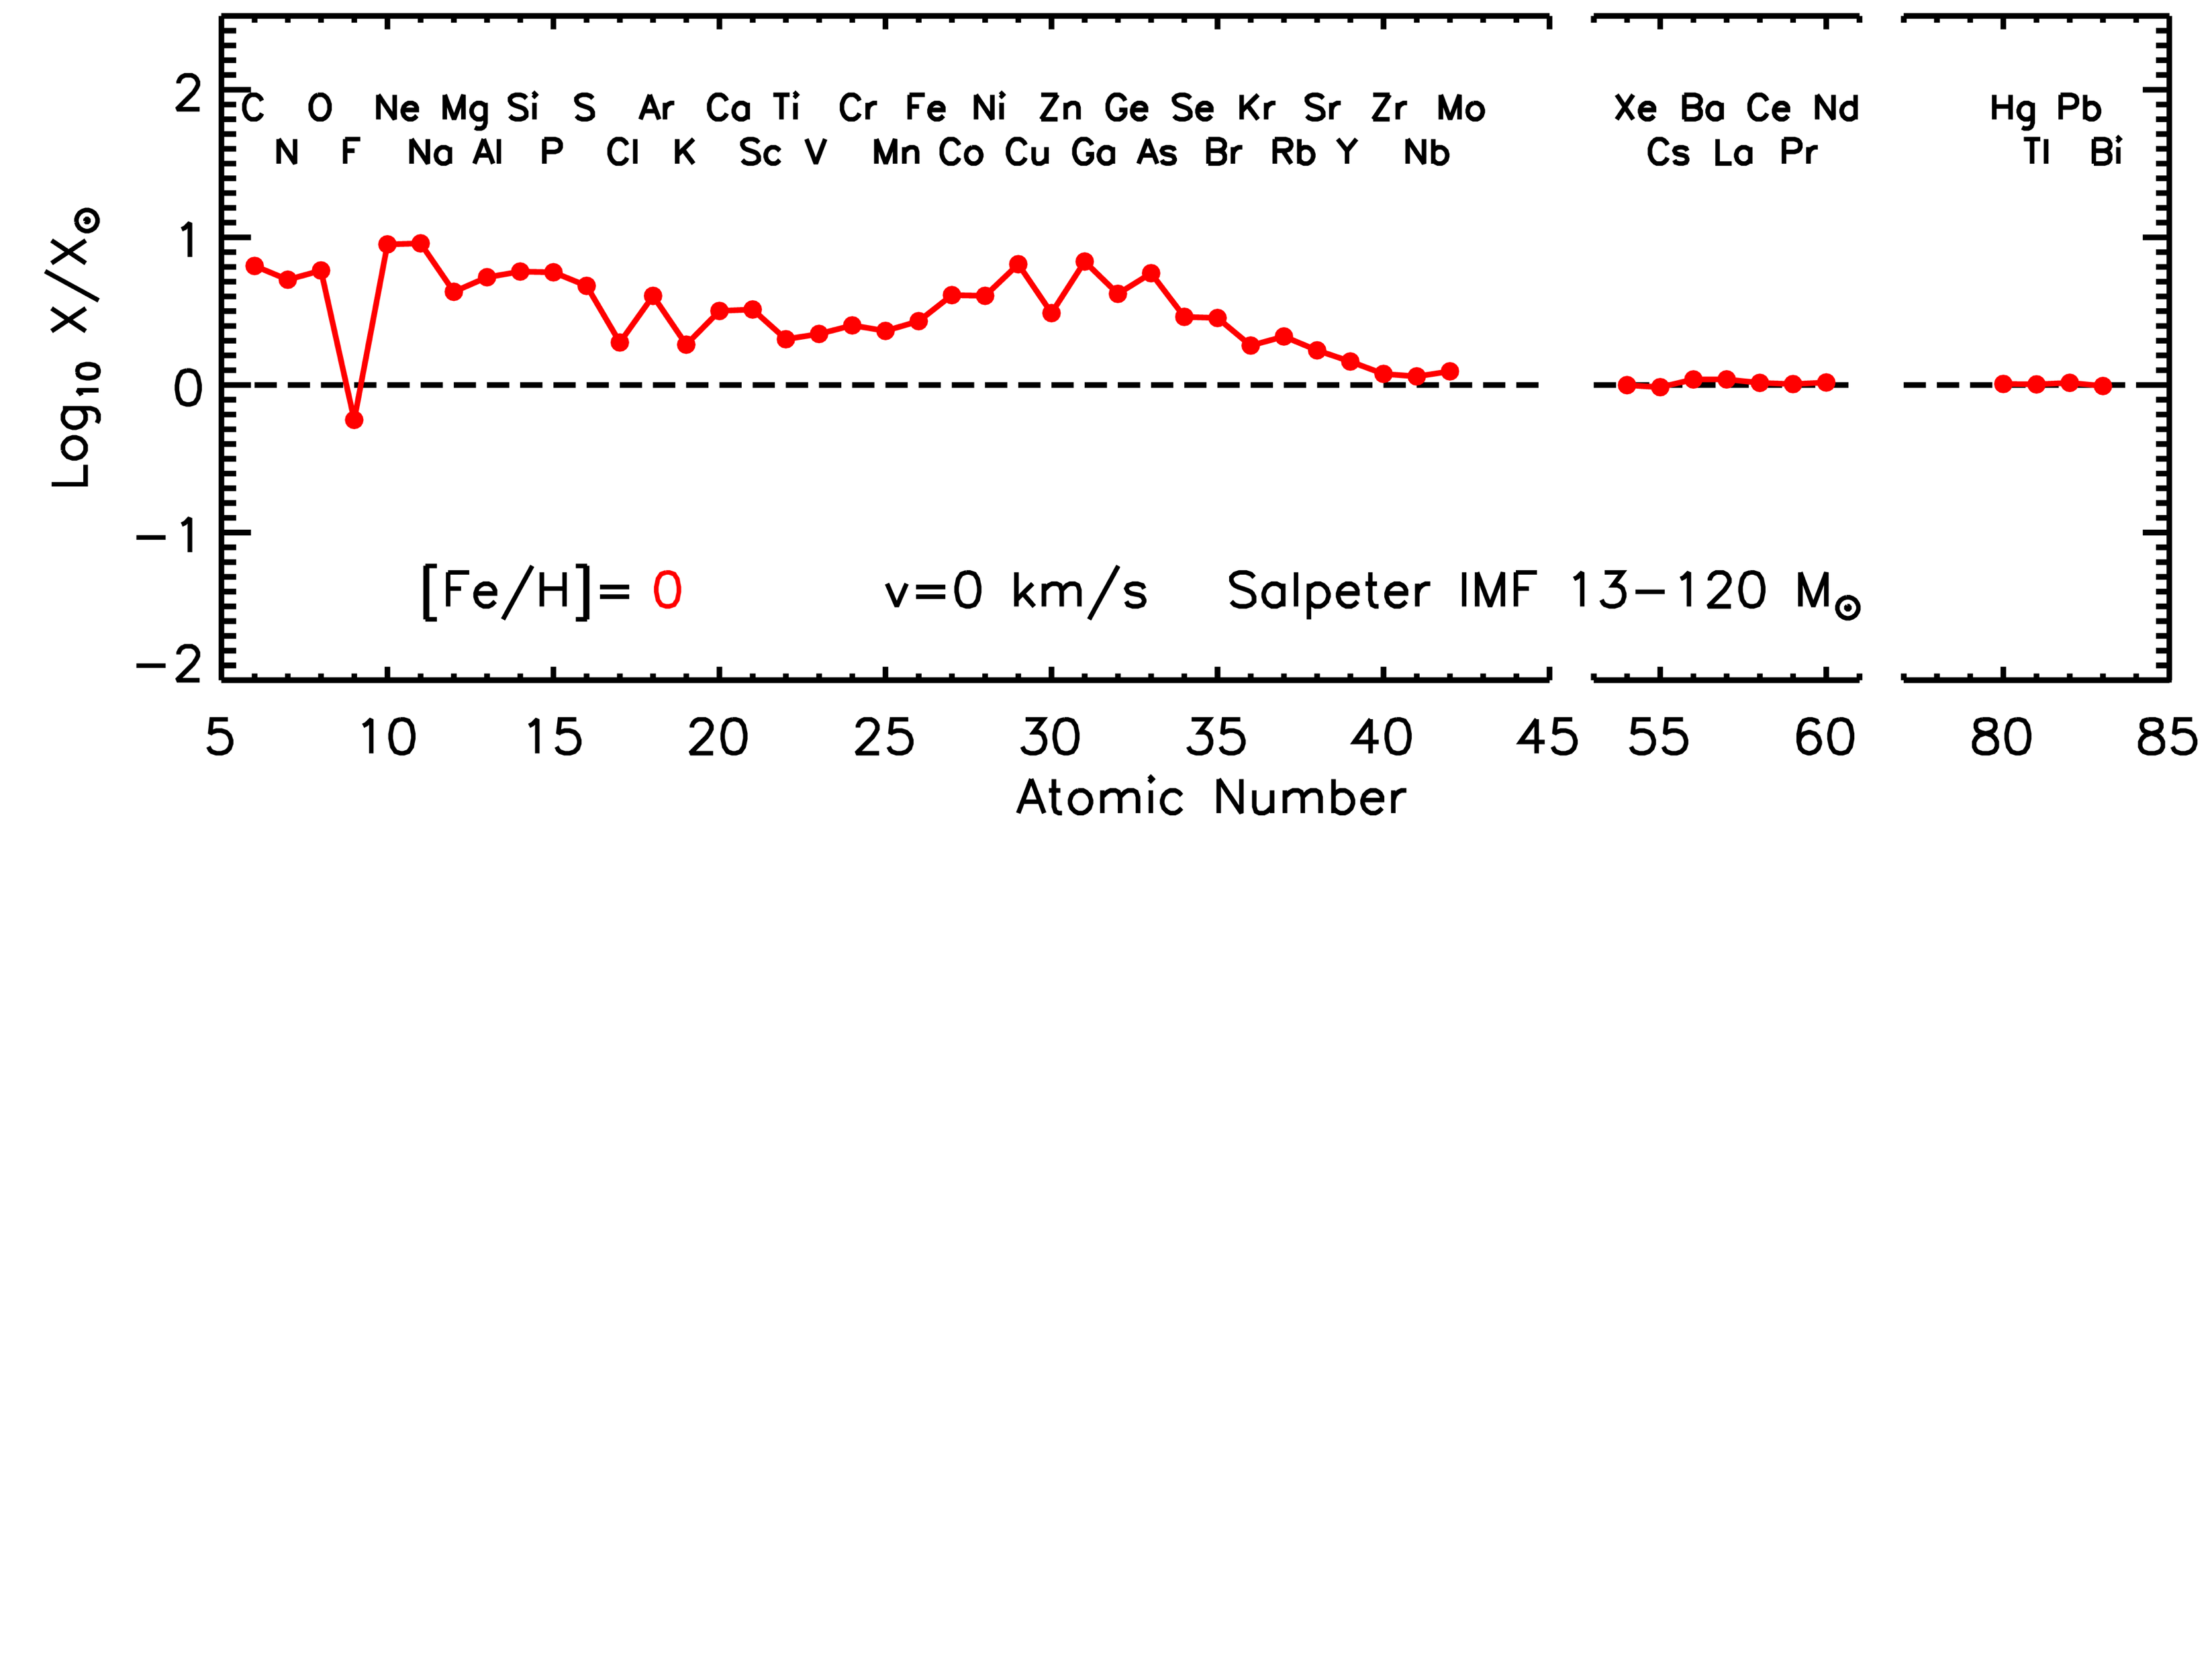 2
C O Ne Mg Si S Ar Ca Ti Cr Fe Ni Zn Ge Se Kr Sr Zr Mo Xe Ba Ce Nd Hg Pb
N F Na Al P Cl K Sc V Mn Co Cu Ga As Br Rb Y Nb Cs La Pr Tl Bi
1
0
−1
−2
Log10 X/X⊙
[Fe/H]= 0 v=0 km/s Salpeter IMF 13−120 M⊙
5 10 15 20 25 30 35 40 45 55 60 80 85
Atomic Number